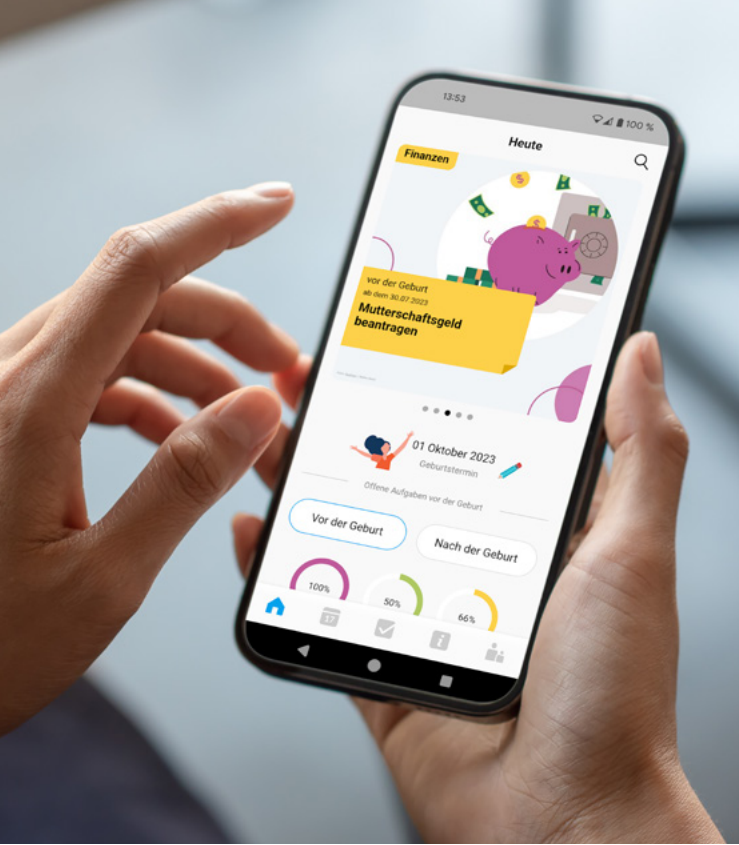 13:53
100 %
Heute
Finanzen
vor der Geburt
ab dem 30.07.2023
Mutterschaftsgeld
beantragen
01 Oktober 2023
Geburtstermin
Offene Aufgaben vor der Geburt
Vor der Geburt
Nach der Geburt
100%
50%
66%
17